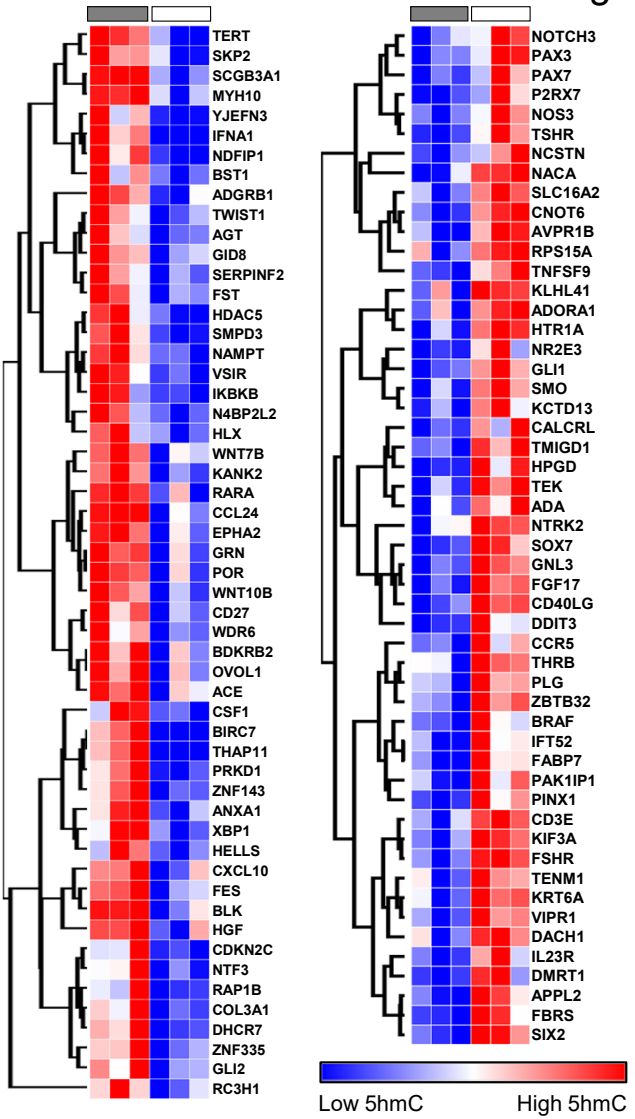 TERT
SKP2
SCGB3A1
MYH10
YJEFN3
IFNA1
NDFIP1
BST1
ADGRB1
TWIST1
AGT
GID8
SERPINF2
FST
HDAC5
SMPD3
NAMPT
VSIR
IKBKB
N4BP2L2
HLX
WNT7B
KANK2
RARA
CCL24
EPHA2
GRN
POR
WNT10B
CD27
WDR6
BDKRB2
OVOL1
ACE
CSF1
BIRC7
THAP11
PRKD1
ZNF143
ANXA1
XBP1
HELLS
CXCL10
FES
BLK
HGF
CDKN2C
NTF3
RAP1B
COL3A1
DHCR7
ZNF335
GLI2
RC3H1
NOTCH3
PAX3
PAX7
P2RX7
NOS3
TSHR
NCSTN
NACA
SLC16A2
CNOT6
AVPR1B
RPS15A
TNFSF9
KLHL41
ADORA1
HTR1A
NR2E3
GLI1
SMO
KCTD13
CALCRL
TMIGD1
HPGD
TEK
ADA
NTRK2
SOX7
GNL3
FGF17
CD40LG
DDIT3
CCR5
THRB
PLG
ZBTB32
BRAF
IFT52
FABP7
PAK1IP1
PINX1
CD3E
KIF3A
FSHR
TENM1
KRT6A
VIPR1
DACH1
IL23R
DMRT1
APPL2
FBRS
SIX2
Low 5hmC High 5hmC